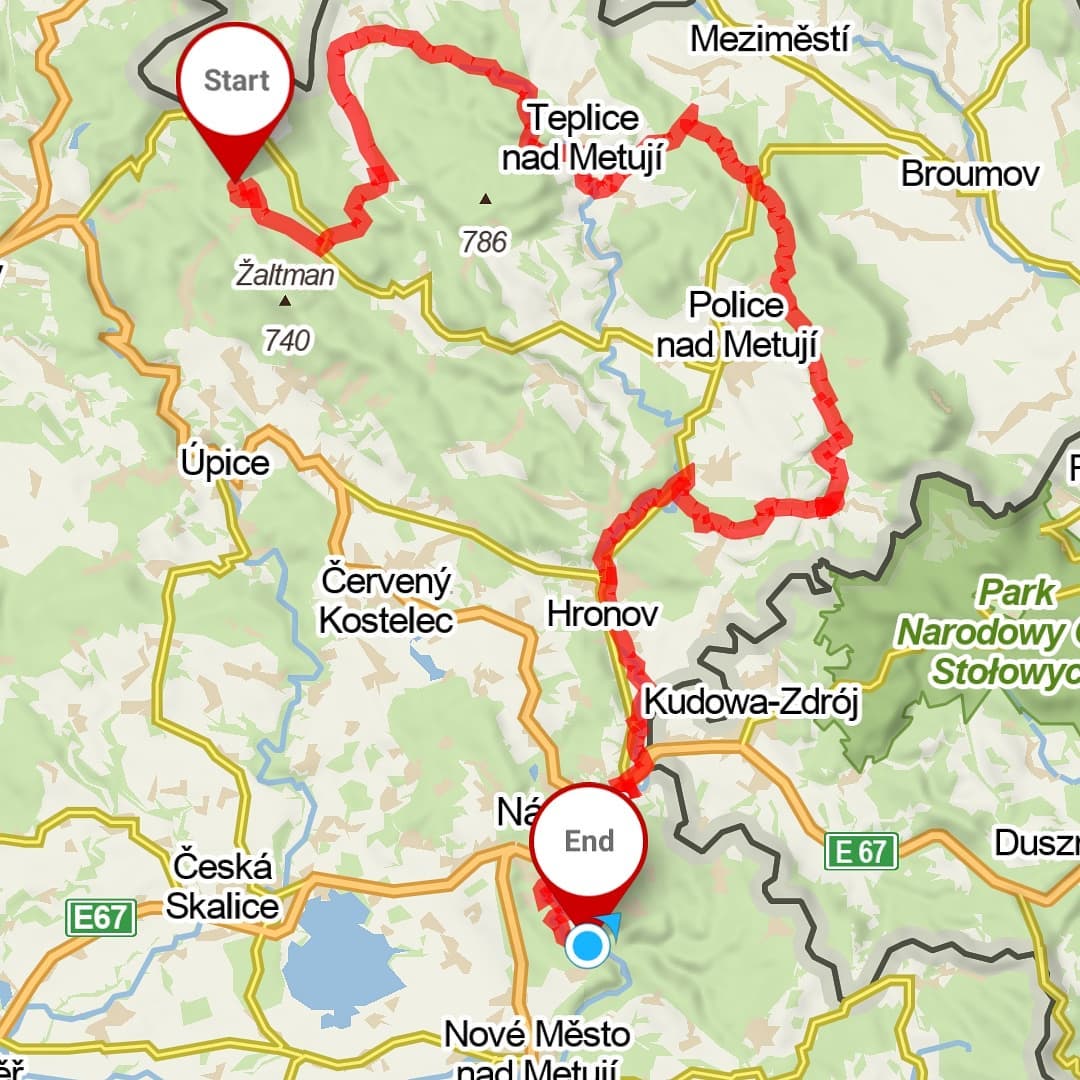 Meziměstí
Start
Teplice
nad Metují
Broumov
786
Žaltman
740
Police
nad Metují
Úpice
Červený
Kostelec
Hronov
Park
Narodowy
Stołowyc
Kudowa-Zdrój
Ná
End
E 67
Duszn
Česká
Skalice
E67
Nové Město
nad Metují